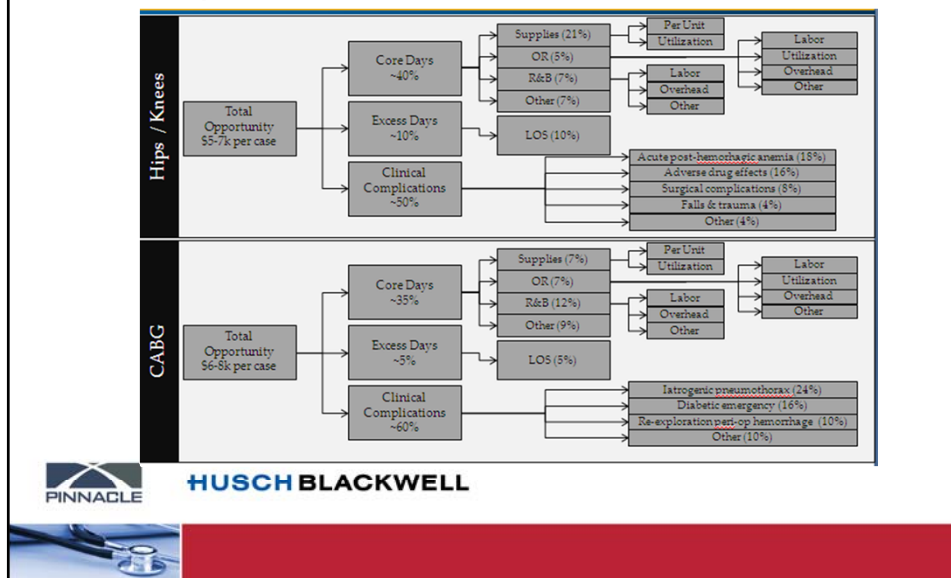 Hips / Knees
Total
Opportunity
$5-7k per case
Core Days
~40%
Excess Days
~10%
Clinical
Complications
~50%
Supplies (21%)
OR (5%)
R&B (7%)
Other (7%)
LOS (10%)
Per Unit
Utilization
Labor
Overhead
Other
Labor
Utilization
Overhead
Other
Acute post-hemorhagic anemia (18%)
Adverse drug effects (16%)
Surgical complications (8%)
Falls & trauma (4%)
Other (4%)
CABG
Total
Opportunity
$6-8k per case
Core Days
~35%
Excess Days
~5%
Clinical
Complications
~60%
Supplies (7%)
OR (7%)
R&B (12%)
Other (9%)
LOS (5%)
Per Unit
Utilization
Labor
Overhead
Other
Labor
Utilization
Overhead
Other
Iatrogenic pneumothorax (24%)
Diabetic emergency (16%)
Re-exploration peri-op hemorrhage (10%)
Other (10%)
PINNACLE
HUSCH BLACKWELL